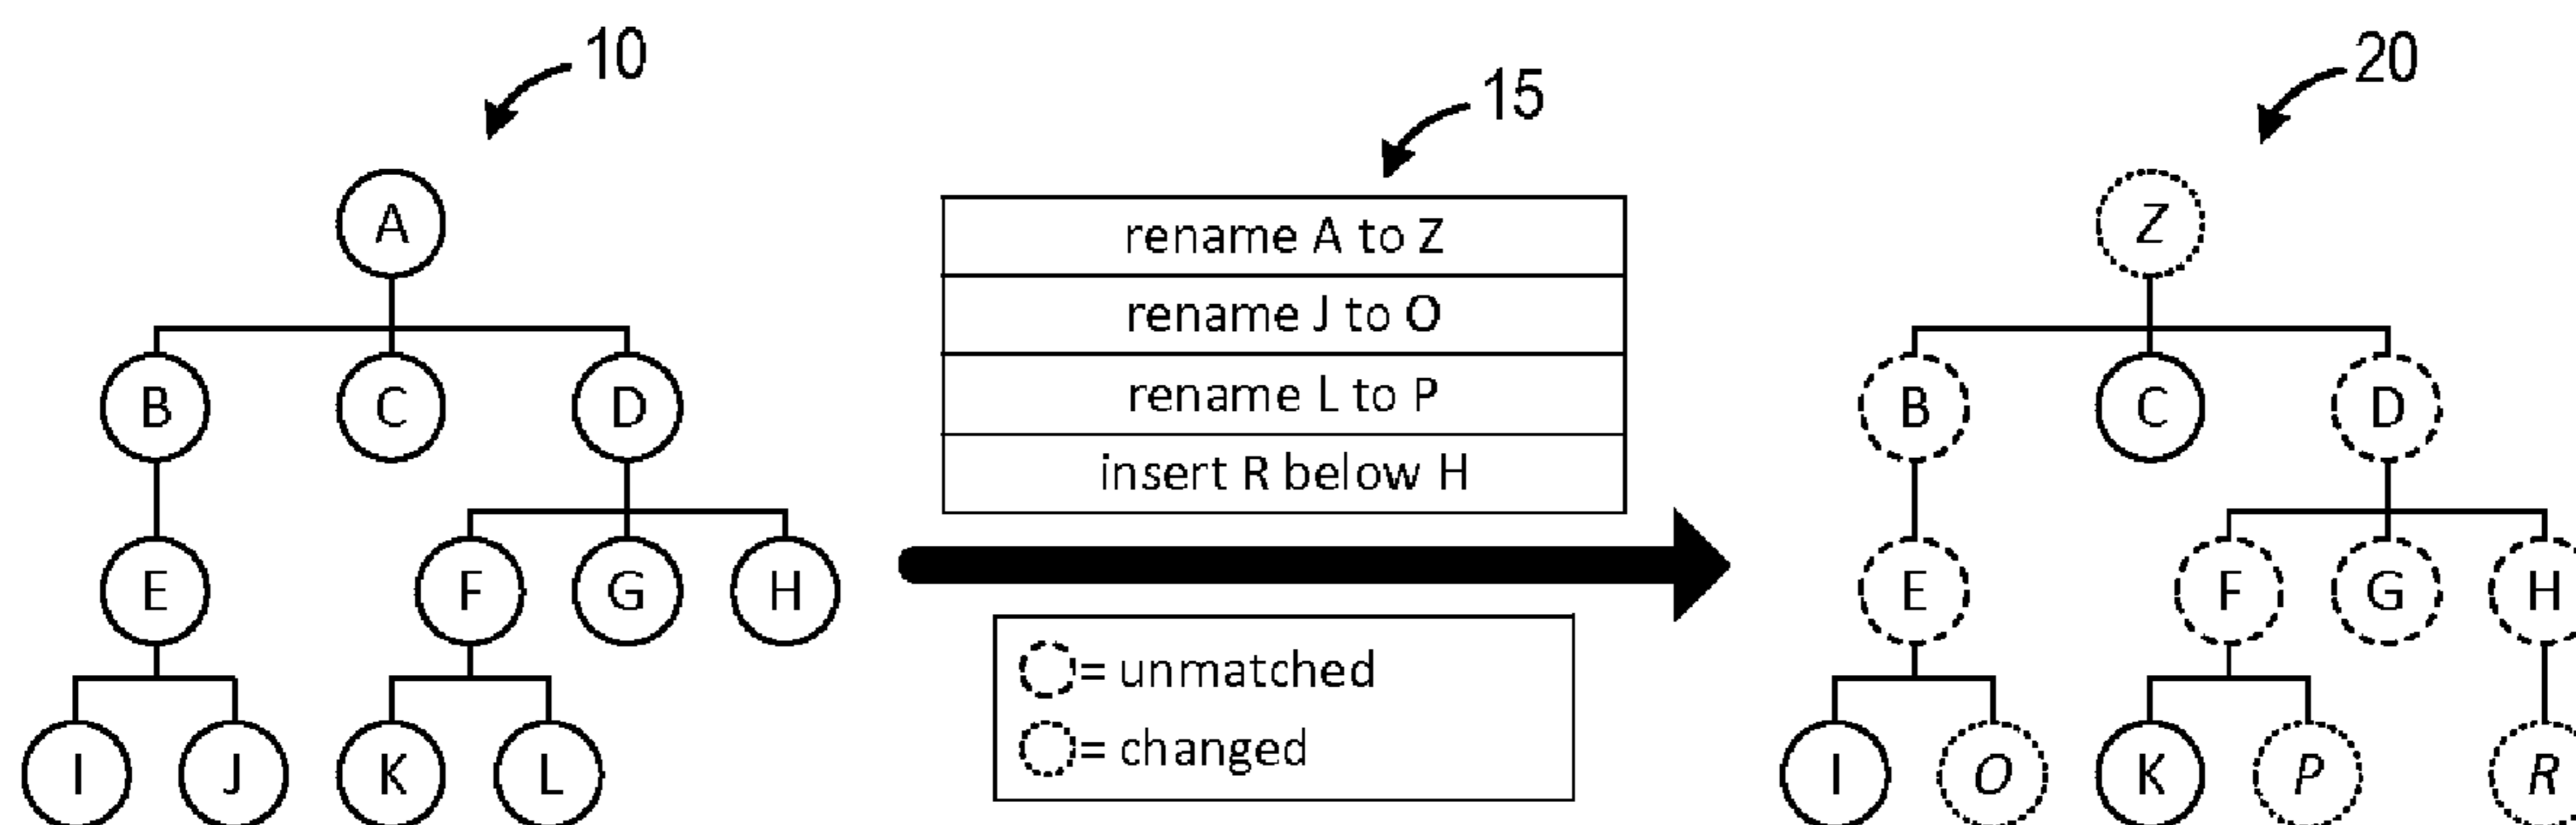 10
15
20
A
B C D
E F G H
I J K L
rename A to Z
rename J to O
rename L to P
insert R below H
= unmatched
= changed
Z
B C D
E F G H
I O K P R